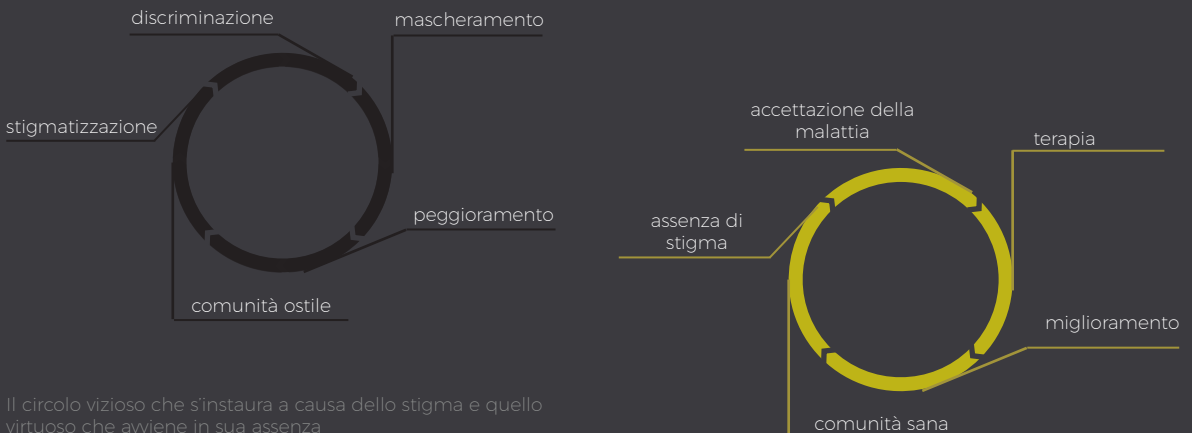 discriminazione
mascheramento
stigmatizzazione
peggioramento
comunità ostile
accettazione della
malattia
terapia
assenza di
stigma
miglioramento
comunità sana
Il circolo vizioso che s'instaura a causa dello stigma e quello
virtuoso che avviene in sua assenza